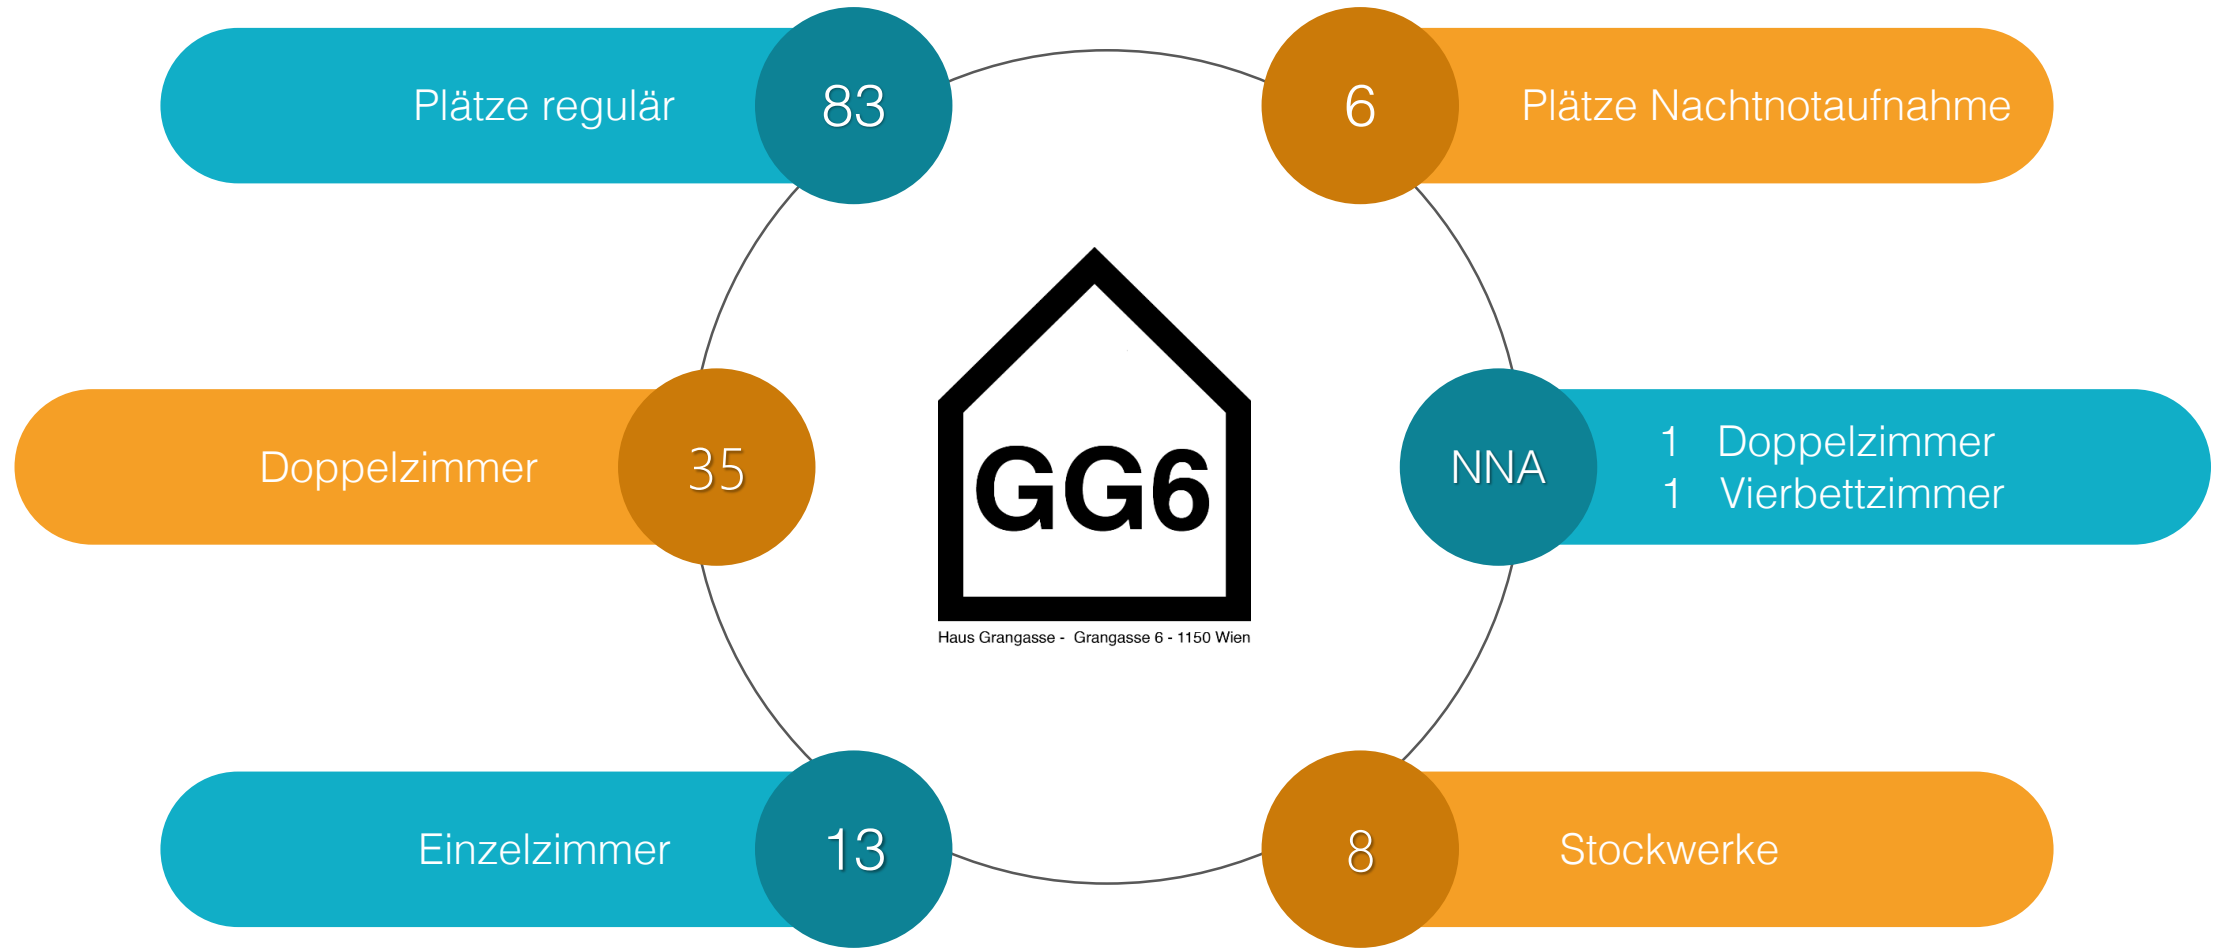 Plätze regulär
83
6
Plätze Nachtnotaufnahme
Doppelzimmer
35
GG6
Haus Grangasse - Grangasse 6 - 1150 Wien
NNA
1 Doppelzimmer
1 Vierbettzimmer
Einzelzimmer
13
8
Stockwerke